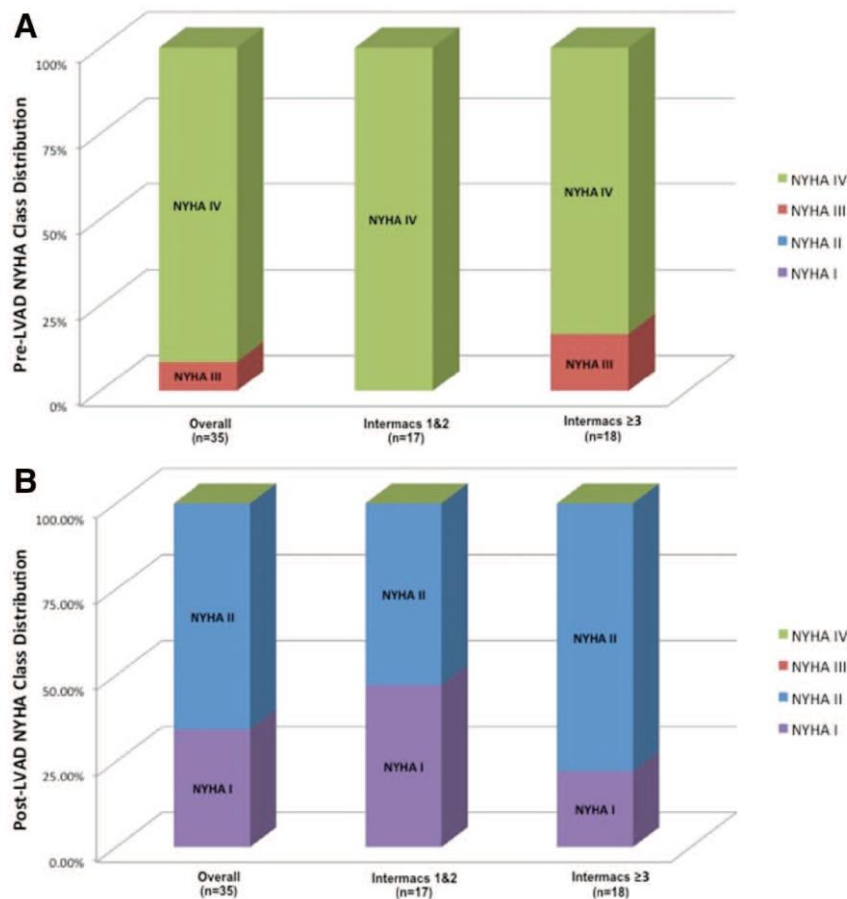 A
Pre-LVAD NYHA Class Distribution
100%
75%
50%
25%
0%
NYHA IV
NYHA III
NYHA IV
NYHA IV
NYHA III
Overall
(n=35)
Intermacs 1&2
(n=17)
Intermacs ≥3
(n=18)
NYHA IV
NYHA III
NYHA II
NYHA I
B
Post-LVAD NYHA Class Distribution
100.00%
75.00%
50.00%
25.00%
0.00%
NYHA II
NYHA I
NYHA II
NYHA I
NYHA II
NYHA I
Overall
(n=35)
Intermacs 1&2
(n=17)
Intermacs ≥3
(n=18)
NYHA IV
NYHA III
NYHA II
NYHA I